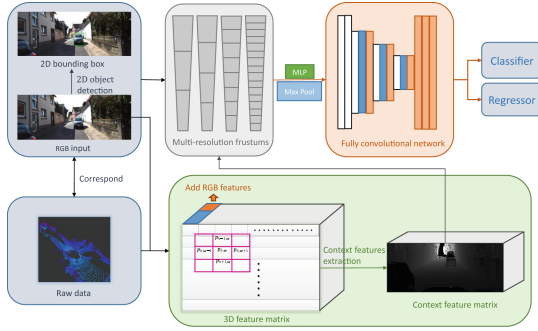 2D bounding box
2D object
detection
RGB input
Correspond
Raw data
Multi-resolution frustums
MLP
Max Pool
Fully convolutional network
Classifier
Regressor
Add RGB features
Context features
extraction
3D feature matrix
Context feature matrix